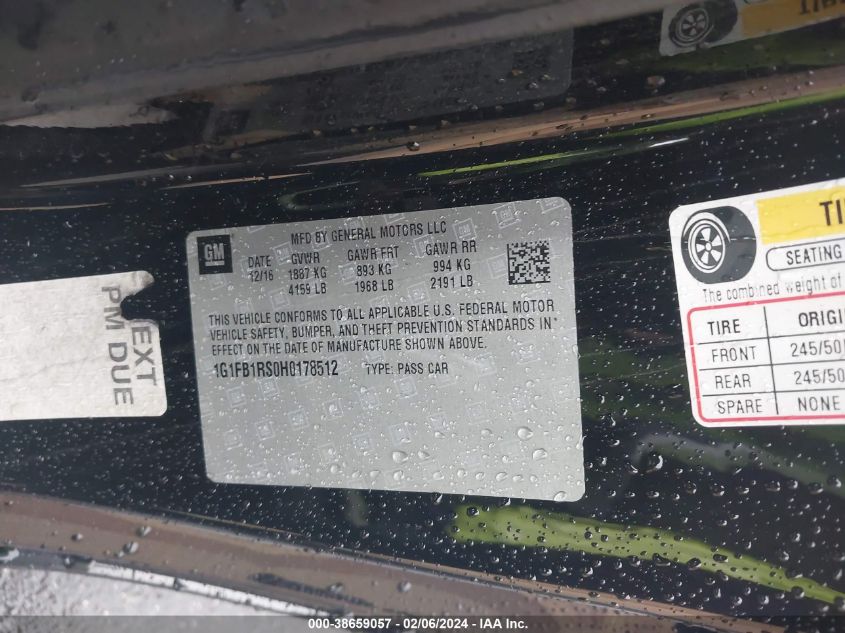 GM
MFD BY GENERAL MOTORS LLC
DATE GVWR GAWR FRT GAWR RR
12/16 1887 KG 893 KG 994 KG
4159 LB 1968 LB 2191 LB
THIS VEHICLE CONFORMS TO ALL APPLICABLE U.S. FEDERAL MOTOR
VEHICLE SAFETY, BUMPER, AND THEFT PREVENTION STANDARDS IN
EFFECT ON THE DATE OF MANUFACTURE SHOWN ABOVE.
1G1FB1RS0H0178512 TYPE: PASS CAR
NEXT
PM DUE
SEATING
The combined weight of
TIRE ORIGI
FRONT 245/50
REAR 245/50
SPARE NONE
000-38659057 - 02/06/2024 - IAA Inc.